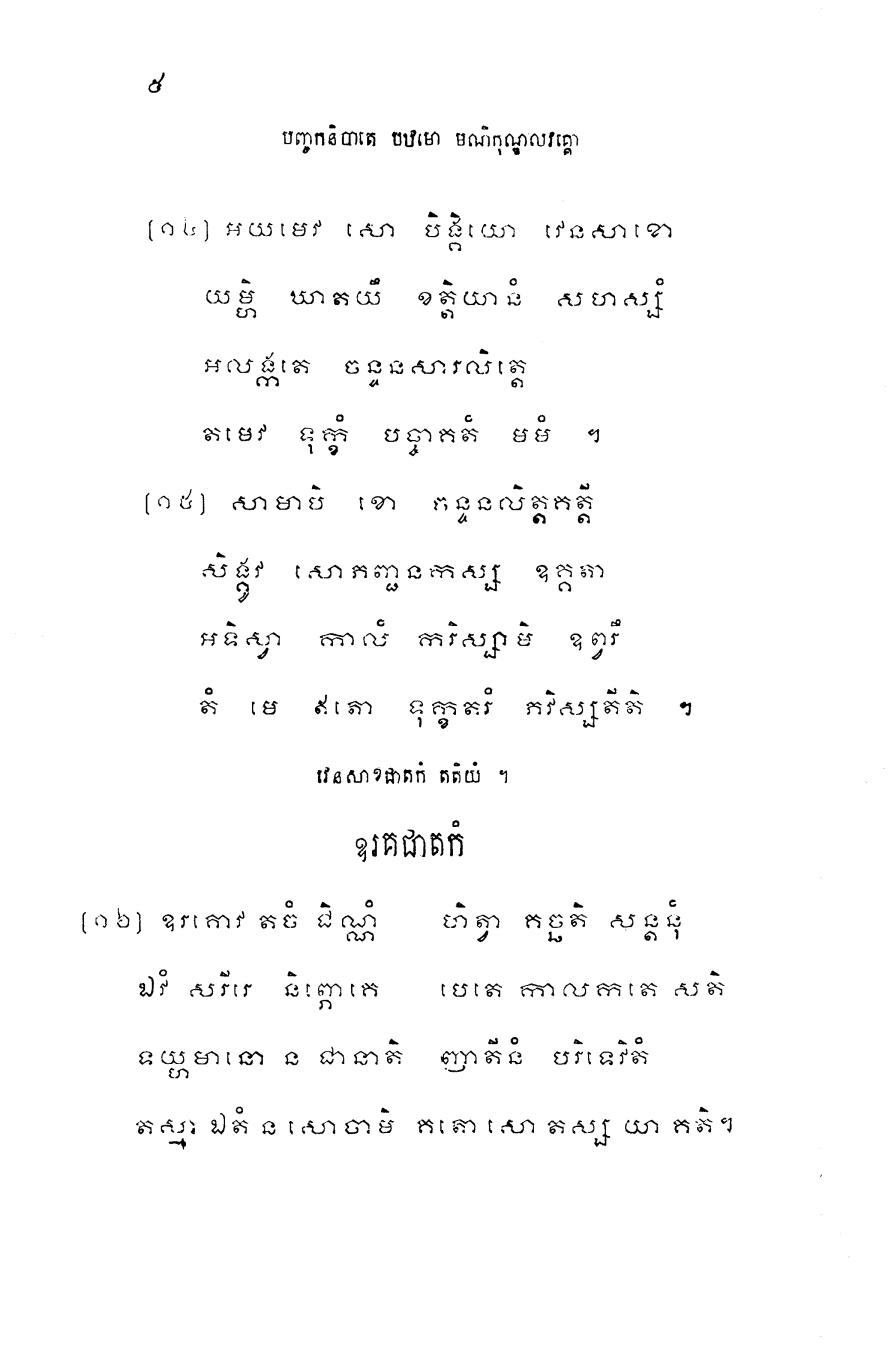 ៥
បញ្ចកនិបាតេ បឋមោ មណិកុណ្ឌលវគ្គោ
(១៤) អយមេវ សោ បិង្គិយោ វេនសាខោ
យម្ហិ ឃាតយឹ ខត្តិយានំ សហស្សំ
អលង្កតេ ចន្ទនសារលិត្តេ
តមេវ ទុក្ខំ បច្ចាគតំ មមំ ។
(១៥) សាមាបិ ខោ ចន្ទនលិត្តគត្តី
សិង្គូវ សោភញ្ជនកស្ស ឧគ្គតា
អទិស្វា កាលំ ករិស្សាមិ ឧព្វរឹ
តំ មេ ឥតោ ទុក្ខតរំ ភវិស្សតីតិ ។
វេនសាខជាតកំ តតិយំ ។
ឧរគជាតកំ
(១៦) ឧរគោវ តចំ ជិណ្ណំ ហិត្វា គច្ឆតិ សន្តនុំ
ឯវំ សរីរេ និព្ភោគេ បេតេ កាលកតេ សតិ
ទយ្ហមានោ ន ជានាតិ ញាតីនំ បរិទេវិតំ
តស្មា ឯតំ ន សោចាមិ គតោ សោ តស្ស យា គតិ។